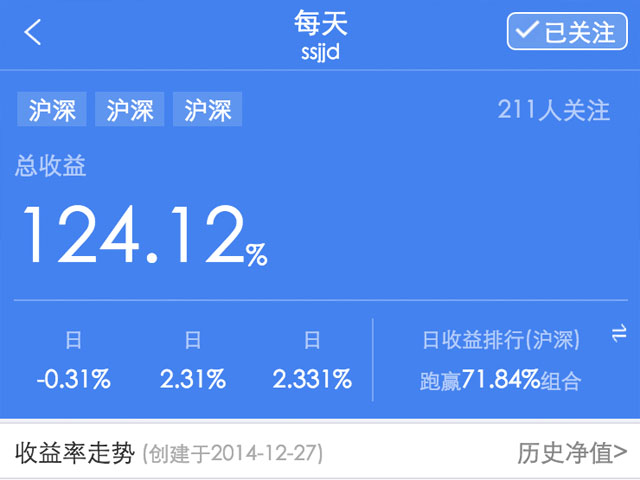 每天
ssjjd
已关注
沪深 沪深 沪深
211人关注
总收益
124.12%
日 日 日 日收益排行(沪深)
-0.31% 2.31% 2.331% 跑赢71.84%组合
收益率走势 (创建于2014-12-27) 历史净值>